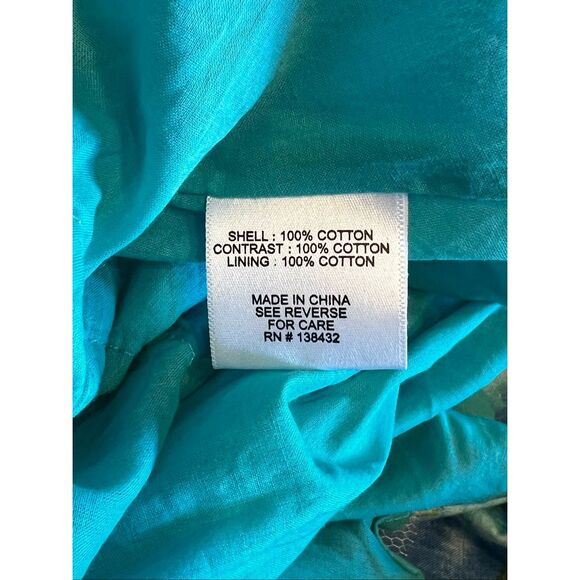 SHELL : 100% COTTON
CONTRAST : 100% COTTON
LINING : 100% COTTON
MADE IN CHINA
SEE REVERSE
FOR CARE
RN # 138432